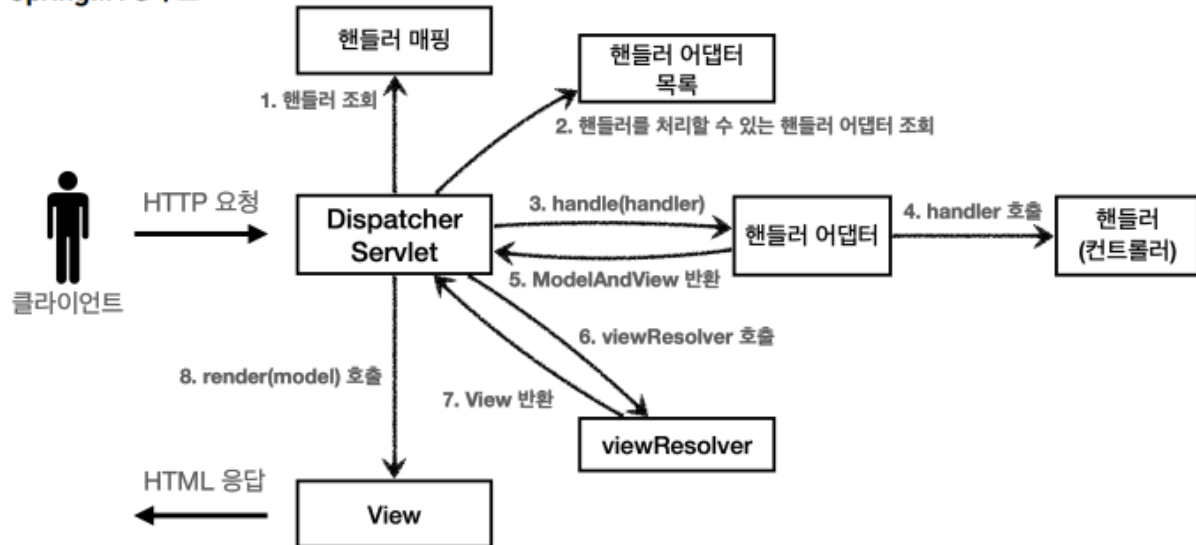 핸들러 매핑
핸들러 어댑터
목록
1. 핸들러 조회
2. 핸들러를 처리할 수 있는 핸들러 어댑터 조회
HTTP 요청
클라이언트
Dispatcher
Servlet
3. handle(handler)
핸들러 어댑터
4. handler 호출
핸들러
(컨트롤러)
5. ModelAndView 반환
6. viewResolver 호출
7. View 반환
8. render(model) 호출
viewResolver
HTML 응답
View